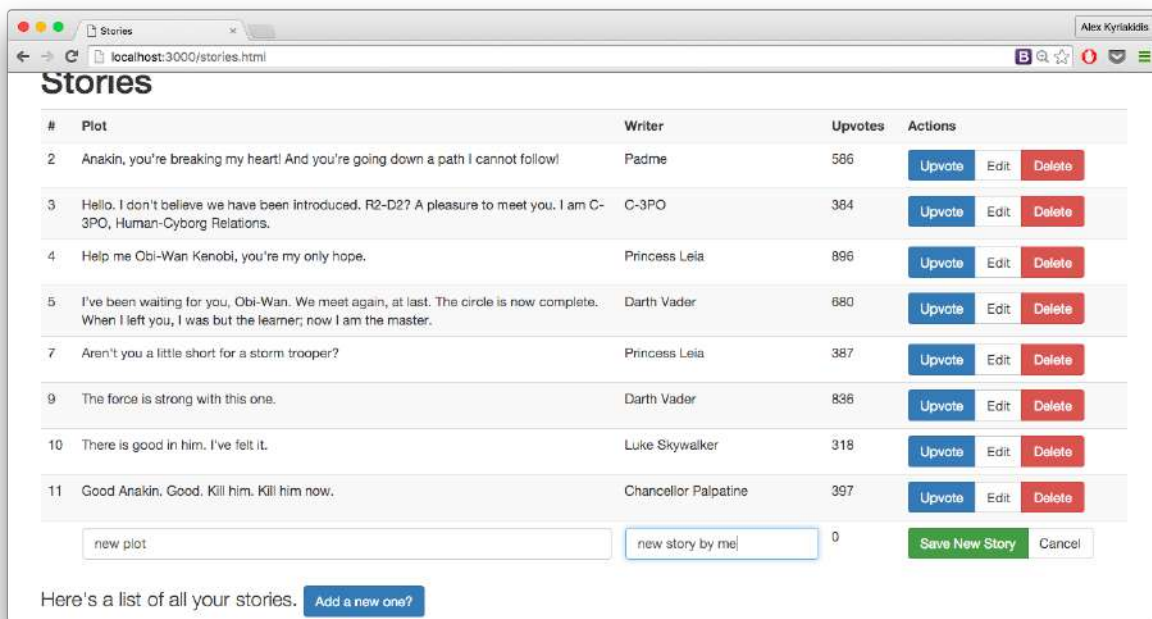 Stories
Alex Kyriakidis
localhost:3000/stories.html
B
Stories
# Plot Writer Upvotes Actions
2 Anakin, you're breaking my heart! And you're going down a path I cannot follow! Padme 586 Upvote Edit Delete
3 Hello. I don't believe we have been introduced. R2-D2? A pleasure to meet you. I am C- C-3PO 384 Upvote Edit Delete
3PO, Human-Cyborg Relations.
4 Help me Obi-Wan Kenobi, you're my only hope. Princess Leia 896 Upvote Edit Delete
5 I've been waiting for you, Obi-Wan. We meet again, at last. The circle is now complete. Darth Vader 680 Upvote Edit Delete
When I left you, I was but the learner; now I am the master.
7 Aren't you a little short for a storm trooper? Princess Leia 387 Upvote Edit Delete
9 The force is strong with this one. Darth Vader 836 Upvote Edit Delete
10 There is good in him. I've felt it. Luke Skywalker 318 Upvote Edit Delete
11 Good Anakin. Good. Kill him. Kill him now. Chancellor Palpatine 397 Upvote Edit Delete
new plot new story by me 0 Save New Story Cancel
Here's a list of all your stories. Add a new one?